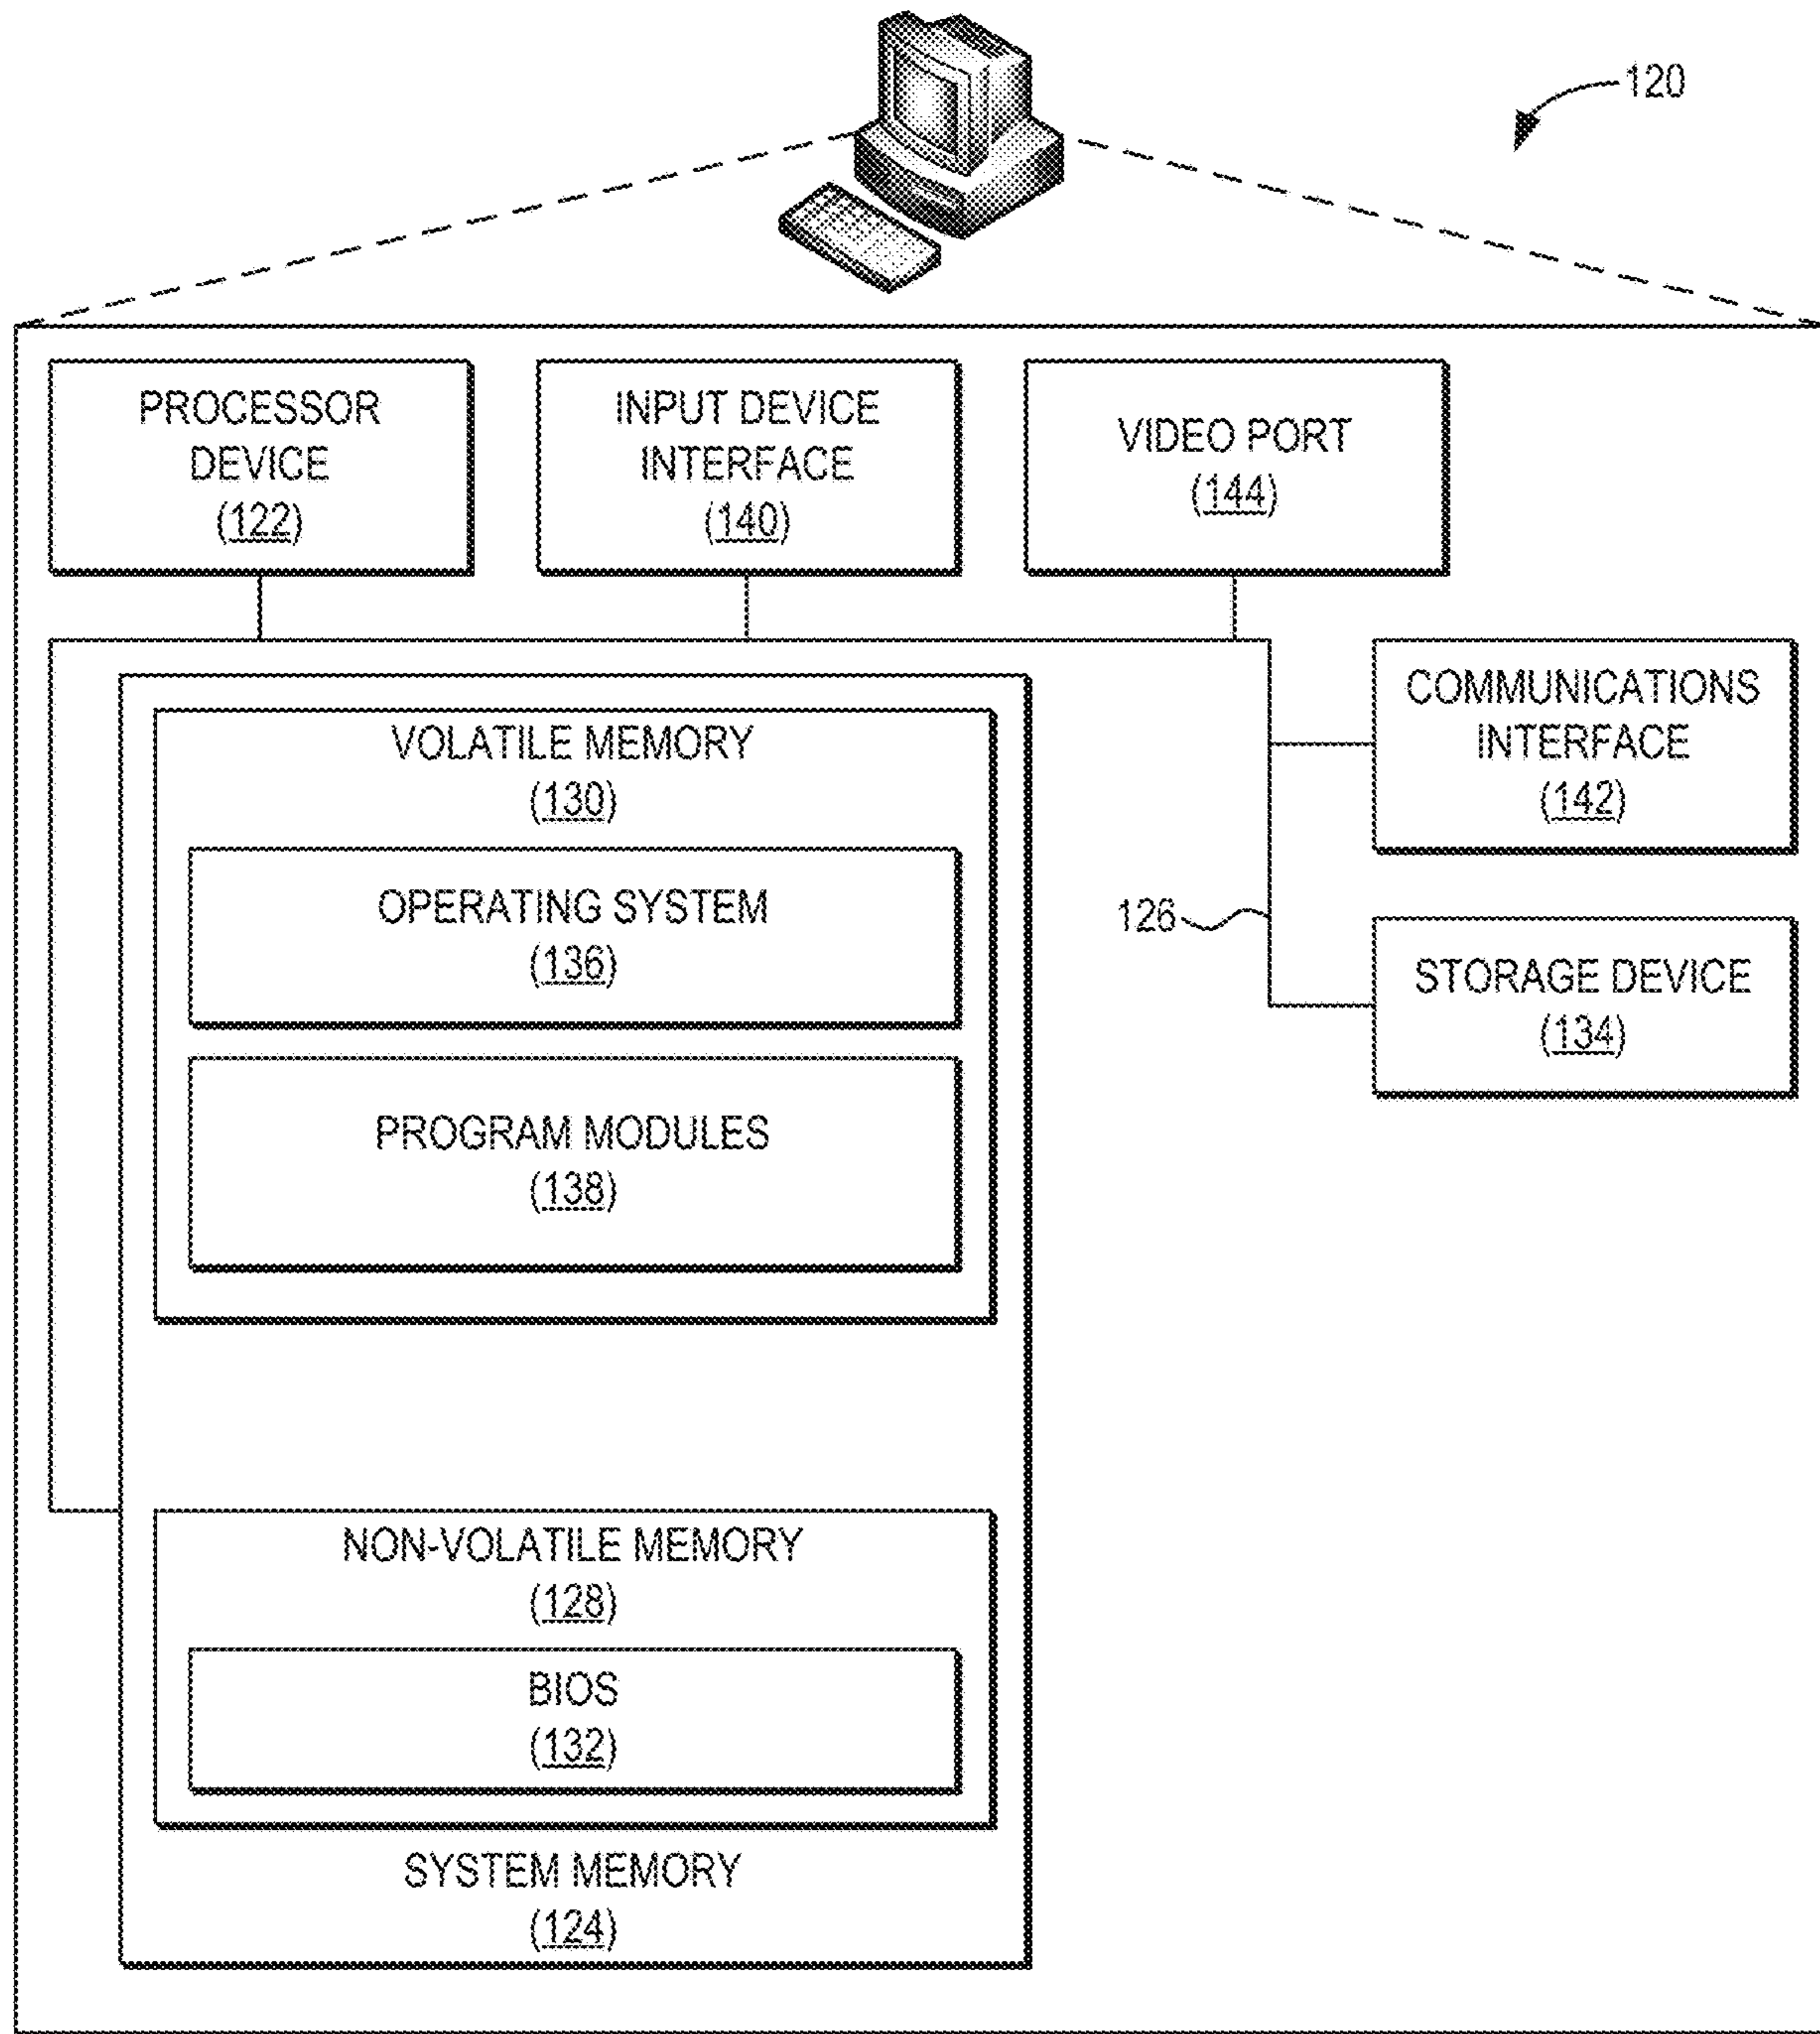 120
PROCESSOR
DEVICE
(122)
INPUT DEVICE
INTERFACE
(140)
VIDEO PORT
(144)
COMMUNICATIONS
INTERFACE
(142)
VOLATILE MEMORY
(130)
OPERATING SYSTEM
(136)
126
STORAGE DEVICE
(134)
PROGRAM MODULES
(138)
NON-VOLATILE MEMORY
(128)
BIOS
(132)
SYSTEM MEMORY
(124)